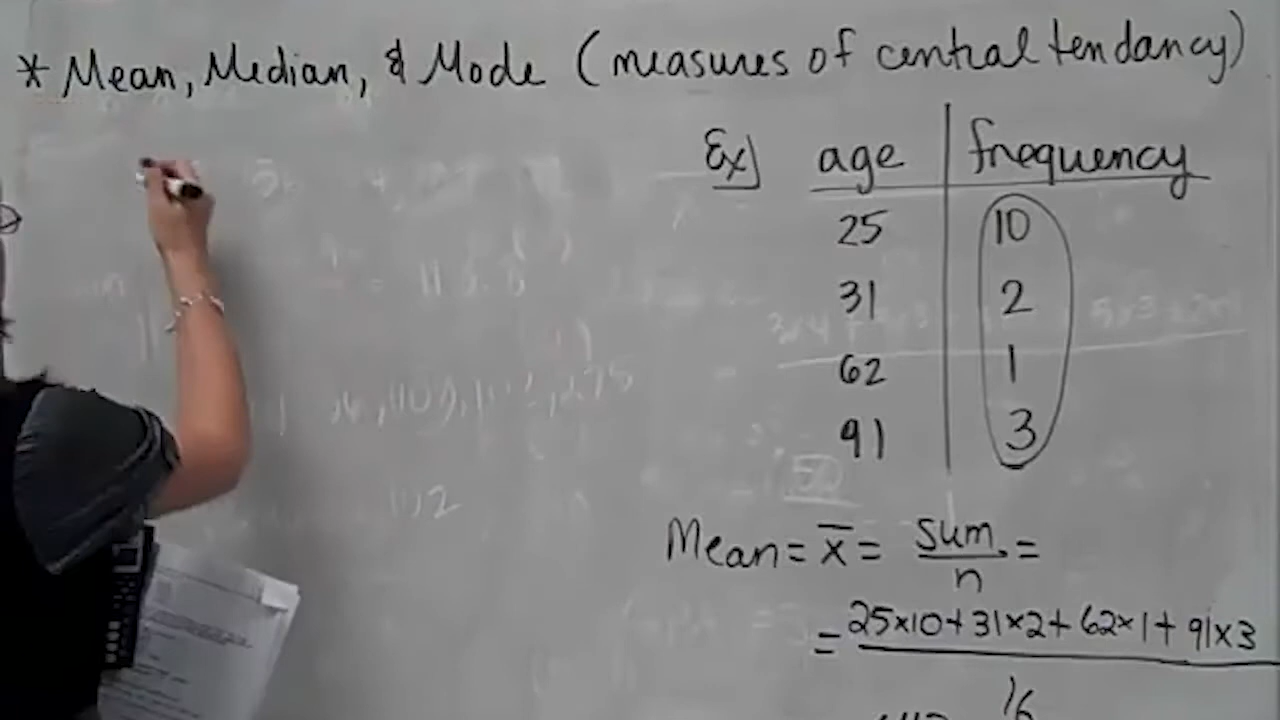 * Mean, Median, & Mode (measures of central tendancy)
Ex] age frequency
25 10
31 2
62 1
91 3
Mean = x̅ = sum/n =
= 25×10+31×2+62×1+91×3
16